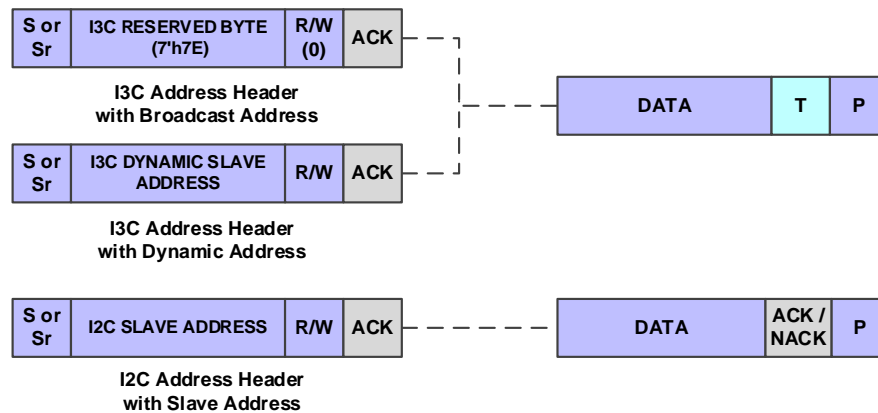 S or
Sr
I3C RESERVED BYTE
(7'h7E)
R/W
(0)
ACK
I3C Address Header
with Broadcast Address
DATA
T
P
S or
Sr
I3C DYNAMIC SLAVE
ADDRESS
R/W
ACK
I3C Address Header
with Dynamic Address
S or
Sr
I2C SLAVE ADDRESS
R/W
ACK
DATA
ACK /
NACK
P
I2C Address Header
with Slave Address